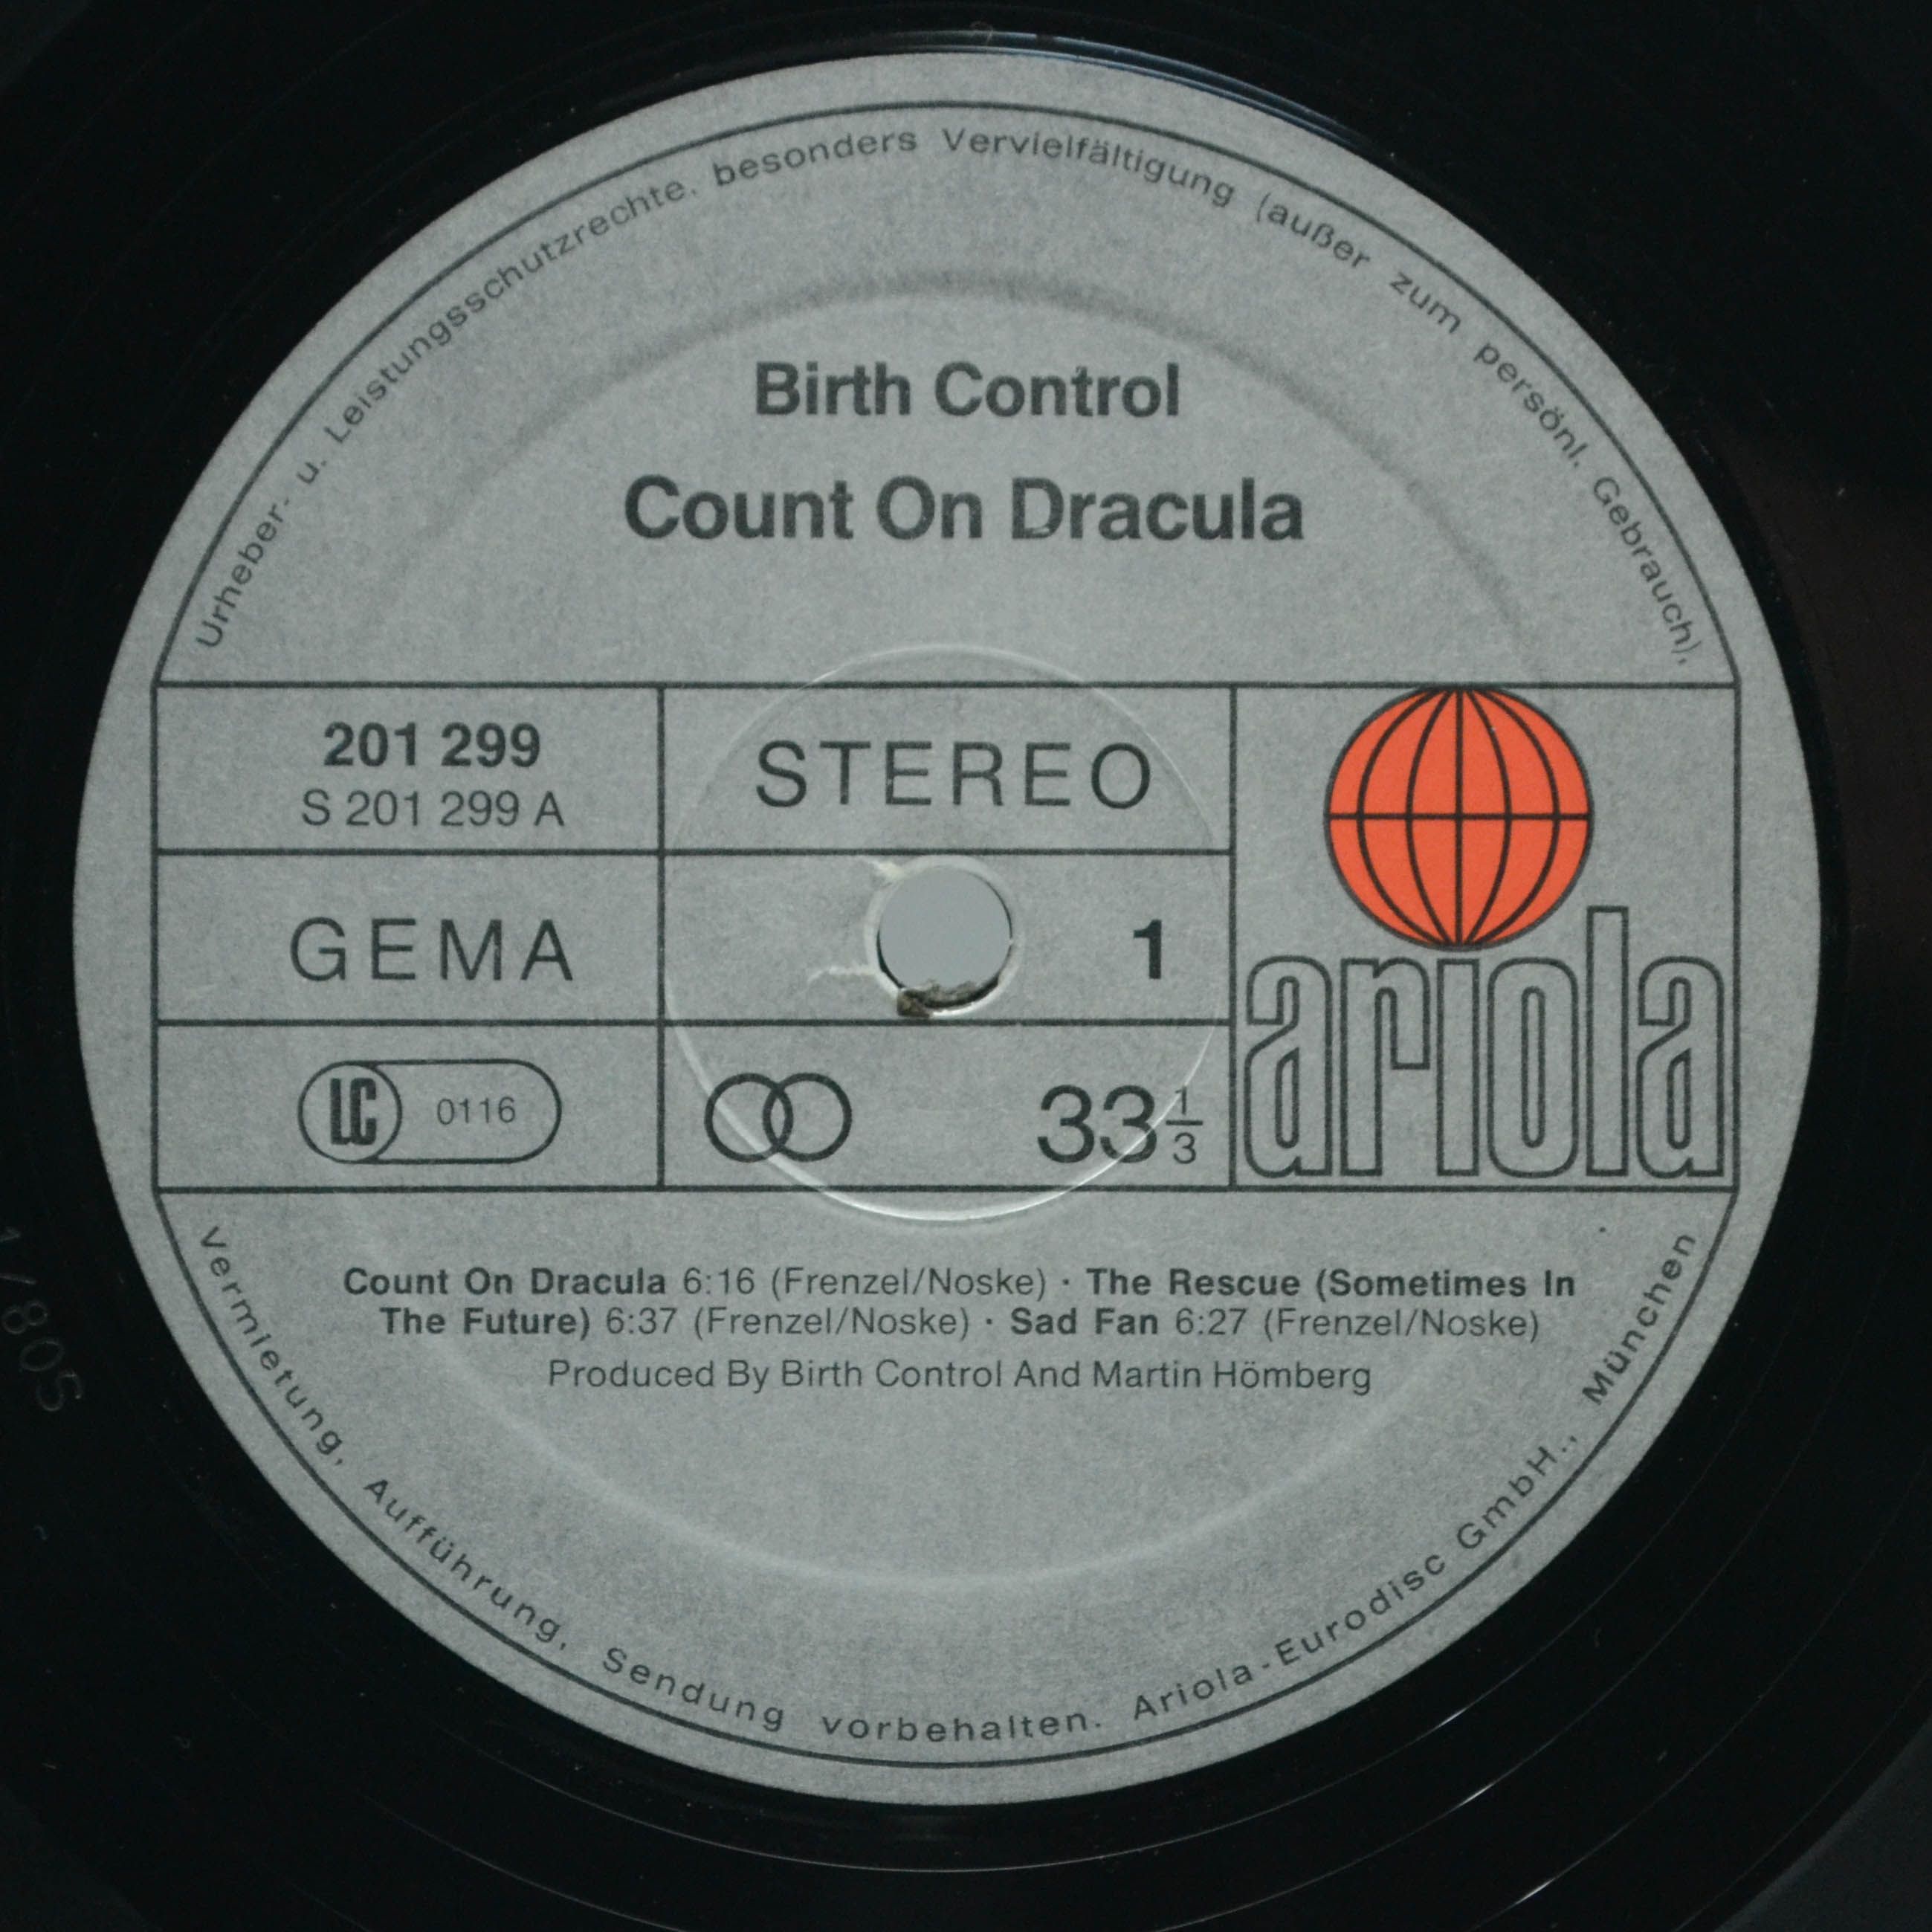 Urheber- u. Leistungsschutzrechte, besonders Vervielfältigung (außer zum persönl. Gebrauch),
Birth Control
Count On Dracula
201 299
S 201 299 A
STEREO
GEMA
1
LC 0116
33 1/3
ariola
Count On Dracula 6:16 (Frenzel/Noske) · The Rescue (Sometimes In
The Future) 6:37 (Frenzel/Noske) · Sad Fan 6:27 (Frenzel/Noske)
Produced By Birth Control And Martin Hömberg
Vermietung, Aufführung, Sendung vorbehalten. Ariola-Eurodisc GmbH., München